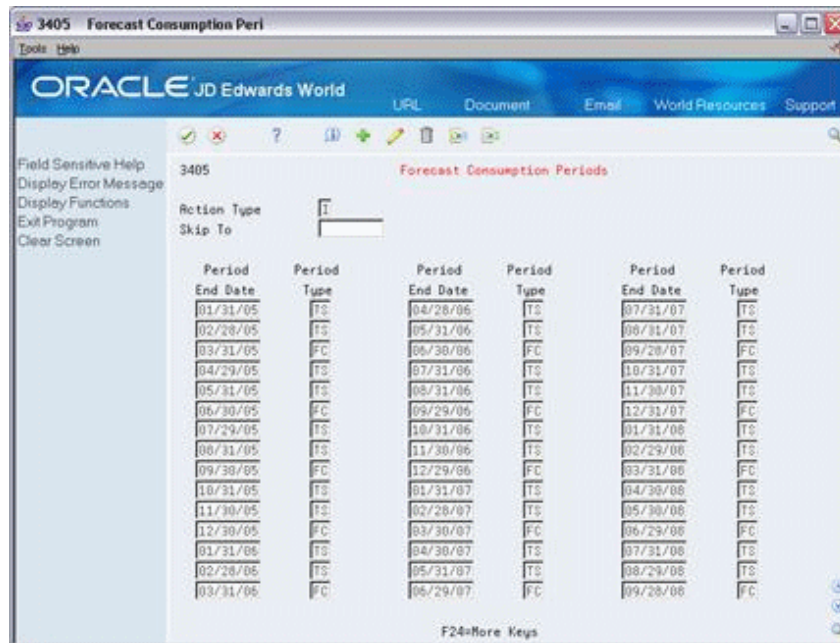 3405 Forecast Consumption Peri
Tools Help
ORACLE JD Edwards World
URL Document Email World Resources Support
Field Sensitive Help
Display Error Message
Display Functions
Exit Program
Clear Screen
3405 Forecast Consumption Periods
Action Type I
Skip To
Period Period Period Period Period Period
End Date Type End Date Type End Date Type
01/31/05 TS 04/28/06 TS 07/31/07 TS
02/28/05 TS 05/31/06 TS 08/31/07 TS
03/31/05 FC 06/30/06 FC 09/28/07 FC
04/29/05 TS 07/31/06 TS 10/31/07 TS
05/31/05 TS 08/31/06 TS 11/30/07 TS
06/30/05 FC 09/29/06 FC 12/31/07 FC
07/29/05 TS 10/31/06 TS 01/31/08 TS
08/31/05 TS 11/30/06 TS 02/29/08 TS
09/30/05 FC 12/29/06 FC 03/31/08 FC
10/31/05 TS 01/31/07 TS 04/30/08 TS
11/30/05 TS 02/28/07 TS 05/30/08 TS
12/30/05 FC 03/30/07 FC 06/29/08 FC
01/31/06 TS 04/30/07 TS 07/31/08 TS
02/28/06 TS 05/31/07 TS 08/29/08 TS
03/31/06 FC 06/29/07 FC 09/28/08 FC
F24=More Keys